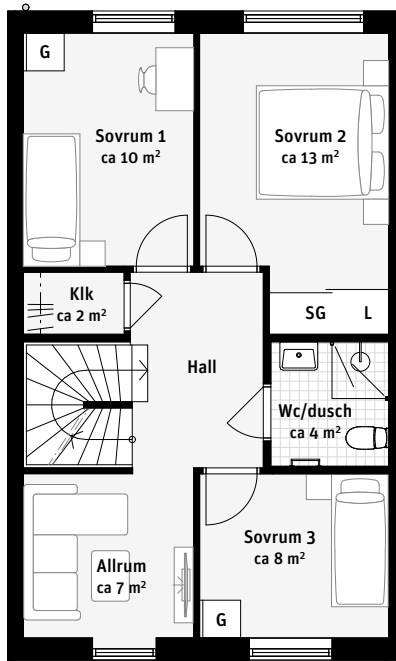 G
Sovrum 1
ca 10 m²
Sovrum 2
ca 13 m²
Klk
ca 2 m²
SG L
Hall
Wc/dusch
ca 4 m²
Allrum
ca 7 m²
Sovrum 3
ca 8 m²
G